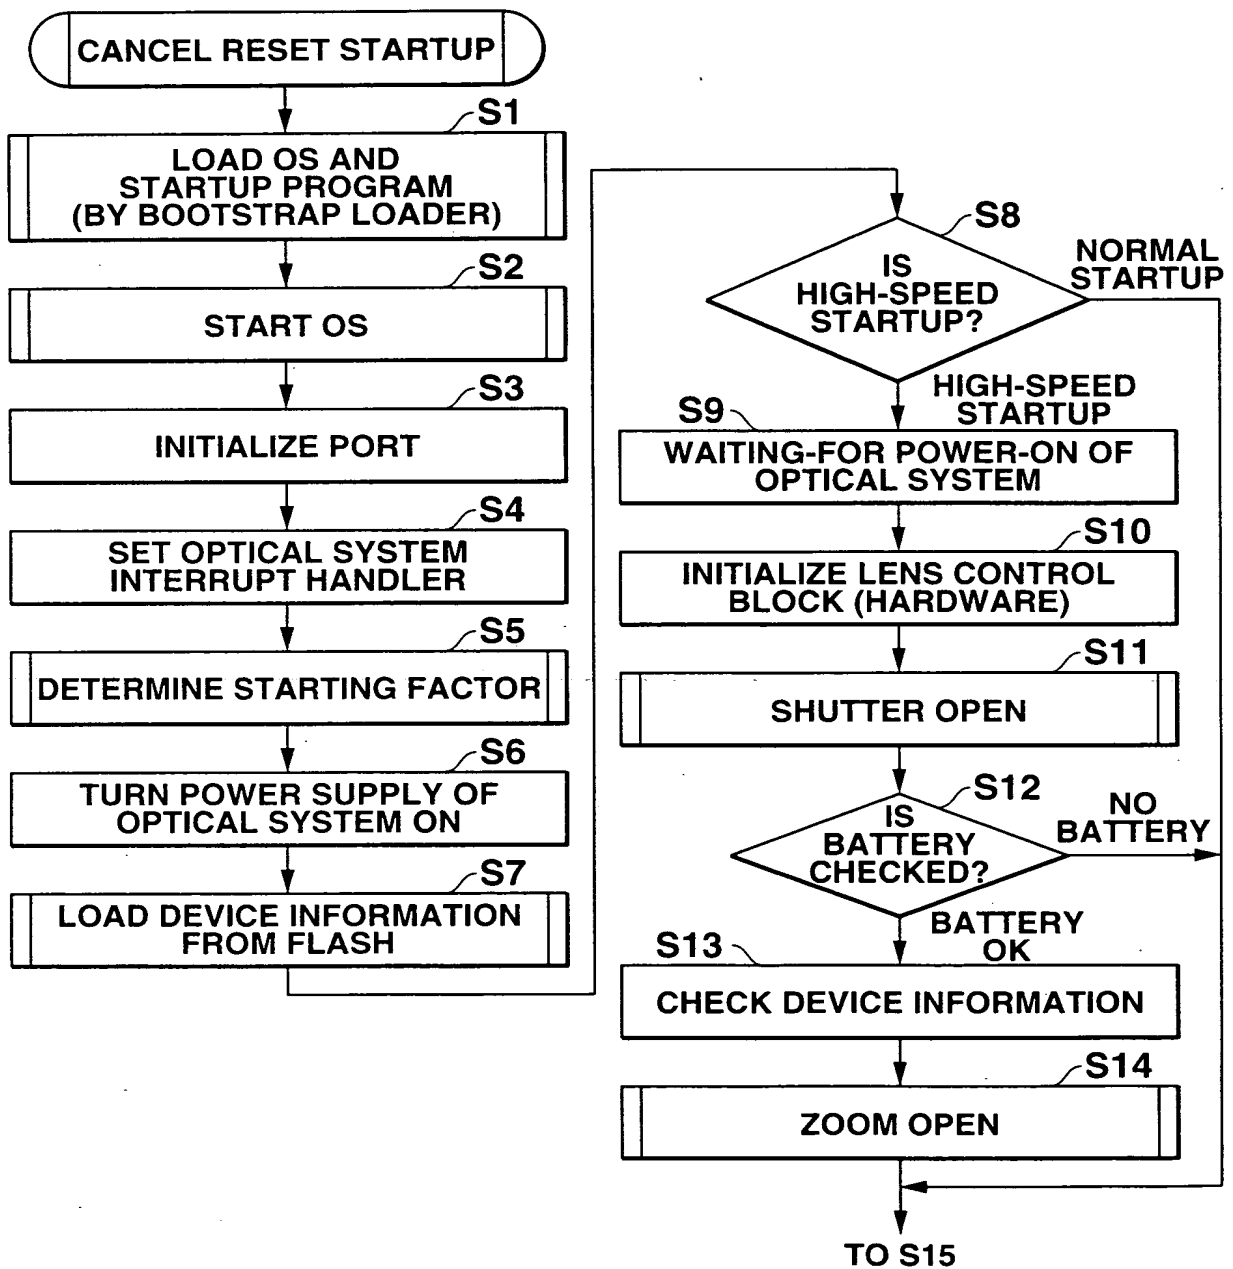 CANCEL RESET STARTUP
S1
LOAD OS AND
STARTUP PROGRAM
(BY BOOTSTRAP LOADER)
S2
START OS
S3
INITIALIZE PORT
S4
SET OPTICAL SYSTEM
INTERRUPT HANDLER
S5
DETERMINE STARTING FACTOR
S6
TURN POWER SUPPLY OF
OPTICAL SYSTEM ON
S7
LOAD DEVICE INFORMATION
FROM FLASH
S8
IS
HIGH-SPEED
STARTUP?
NORMAL
STARTUP
HIGH-SPEED
STARTUP
S9
WAITING-FOR POWER-ON OF
OPTICAL SYSTEM
S10
INITIALIZE LENS CONTROL
BLOCK (HARDWARE)
S11
SHUTTER OPEN
S12
IS
BATTERY
CHECKED?
NO
BATTERY
BATTERY
OK
S13
CHECK DEVICE INFORMATION
S14
ZOOM OPEN
TO S15